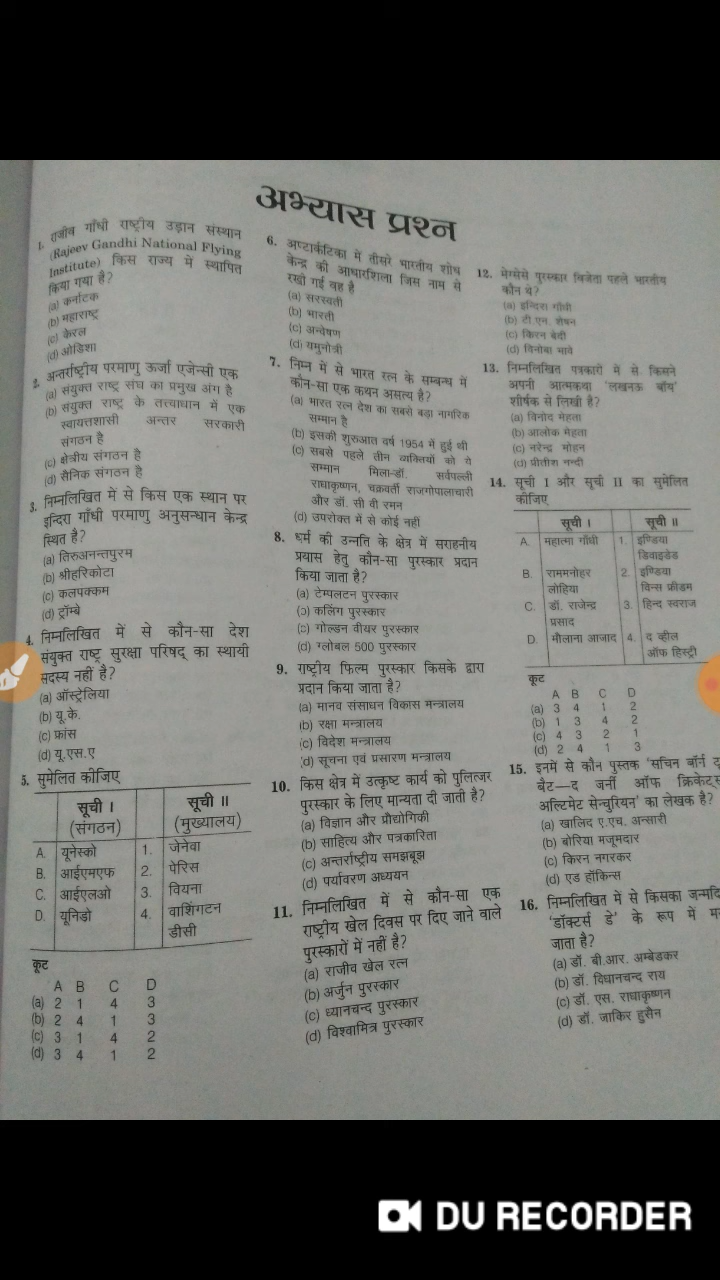 अभ्यास प्रश्न
1. राजीव गाँधी राष्ट्रीय उड़ान संस्थान
(Rajeev Gandhi National Flying
Institute) किस राज्य में स्थापित
किया गया है?
(a) कर्नाटक
(b) महाराष्ट्र
(c) केरल
(d) ओडिशा
2. अन्तर्राष्ट्रीय परमाणु ऊर्जा एजेन्सी एक
(a) संयुक्त राष्ट्र संघ का प्रमुख अंग है
(b) संयुक्त राष्ट्र के तत्त्वाधान में एक
स्वायत्तशासी अन्तर सरकारी
संगठन है
(c) क्षेत्रीय संगठन है
(d) सैनिक संगठन है
3. निम्नलिखित में से किस एक स्थान पर
इन्दिरा गाँधी परमाणु अनुसन्धान केन्द्र
स्थित है?
(a) तिरुअनन्तपुरम
(b) श्रीहरिकोटा
(c) कलपक्कम
(d) ट्रॉम्बे
4. निम्नलिखित में से कौन-सा देश
संयुक्त राष्ट्र सुरक्षा परिषद् का स्थायी
सदस्य नहीं है?
(a) ऑस्ट्रेलिया
(b) यू.के.
(c) फ्रांस
(d) यू.एस.ए
5. सुमेलित कीजिए
सूची I सूची II
(संगठन) (मुख्यालय)
A. यूनेस्को 1. जेनेवा
B. आईएमएफ 2. पेरिस
C. आईएलओ 3. वियना
D. यूनिडो 4. वाशिंगटन
डीसी
कूट
A B C D
(a) 2 1 4 3
(b) 2 4 1 3
(c) 3 1 4 2
(d) 3 4 1 2
6. अण्टार्कटिका में तीसरे भारतीय शोध
केन्द्र की आधारशिला जिस नाम से
रखी गई वह है
(a) सरस्वती
(b) भारती
(c) अन्वेषण
(d) यमुनोत्री
7. निम्न में से भारत रत्न के सम्बन्ध में
कौन-सा एक कथन असत्य है?
(a) भारत रत्न देश का सबसे बड़ा नागरिक
सम्मान है
(b) इसकी शुरुआत वर्ष 1954 में हुई थी
(c) सबसे पहले तीन व्यक्तियों को ये
सम्मान मिला-डॉ. सर्वपल्ली
राधाकृष्णन, चक्रवर्ती राजगोपालाचारी
और डॉ. सी वी रमन
(d) उपरोक्त में से कोई नहीं
8. धर्म की उन्नति के क्षेत्र में सराहनीय
प्रयास हेतु कौन-सा पुरस्कार प्रदान
किया जाता है?
(a) टेम्पलटन पुरस्कार
(b) कलिंग पुरस्कार
(c) गोल्डन वीयर पुरस्कार
(d) ग्लोबल 500 पुरस्कार
9. राष्ट्रीय फिल्म पुरस्कार किसके द्वारा
प्रदान किया जाता है?
(a) मानव संसाधन विकास मन्त्रालय
(b) रक्षा मन्त्रालय
(c) विदेश मन्त्रालय
(d) सूचना एवं प्रसारण मन्त्रालय
10. किस क्षेत्र में उत्कृष्ट कार्य को पुलित्जर
पुरस्कार के लिए मान्यता दी जाती है?
(a) विज्ञान और प्रौद्योगिकी
(b) साहित्य और पत्रकारिता
(c) अन्तर्राष्ट्रीय समझबूझ
(d) पर्यावरण अध्ययन
11. निम्नलिखित में से कौन-सा एक
राष्ट्रीय खेल दिवस पर दिए जाने वाले
पुरस्कारों में नहीं है?
(a) राजीव खेल रत्न
(b) अर्जुन पुरस्कार
(c) ध्यानचन्द पुरस्कार
(d) विश्वामित्र पुरस्कार
12. मेग्सेसे पुरस्कार विजेता पहले भारतीय
कौन थे?
(a) इन्दिरा गाँधी
(b) टी.एन. शेषन
(c) किरन बेदी
(d) विनोबा भावे
13. निम्नलिखित पत्रकारों में से किसने
अपनी आत्मकथा 'लखनऊ बॉय'
शीर्षक से लिखी है?
(a) विनोद मेहता
(b) आलोक मेहता
(c) नरेन्द्र मोहन
(d) प्रीतीश नन्दी
14. सूची I और सूची II का सुमेलित
कीजिए
सूची I सूची II
A. महात्मा गाँधी 1. इण्डिया
डिवाइडेड
B. राममनोहर 2. इण्डिया
लोहिया विन्स फ्रीडम
C. डॉ. राजेन्द्र 3. हिन्द स्वराज
प्रसाद
D. मौलाना आजाद 4. द व्हील
ऑफ हिस्ट्री
कूट
A B C D
(a) 3 4 1 2
(b) 1 3 4 2
(c) 4 3 2 1
(d) 2 4 1 3
15. इनमें से कौन पुस्तक 'सचिन बॉर्न टू
बैट—द जर्नी ऑफ क्रिकेट्स
अल्टिमेट सेन्चुरियन' का लेखक है?
(a) खालिद ए.एच. अन्सारी
(b) बोरिया मजूमदार
(c) किरन नगरकर
(d) एड हॉकिन्स
16. निम्नलिखित में से किसका जन्मदि
'डॉक्टर्स डे' के रूप में म
जाता है?
(a) डॉ. बी.आर. अम्बेडकर
(b) डॉ. विधानचन्द राय
(c) डॉ. एस. राधाकृष्णन
(d) डॉ. जाकिर हुसैन
DU RECORDER